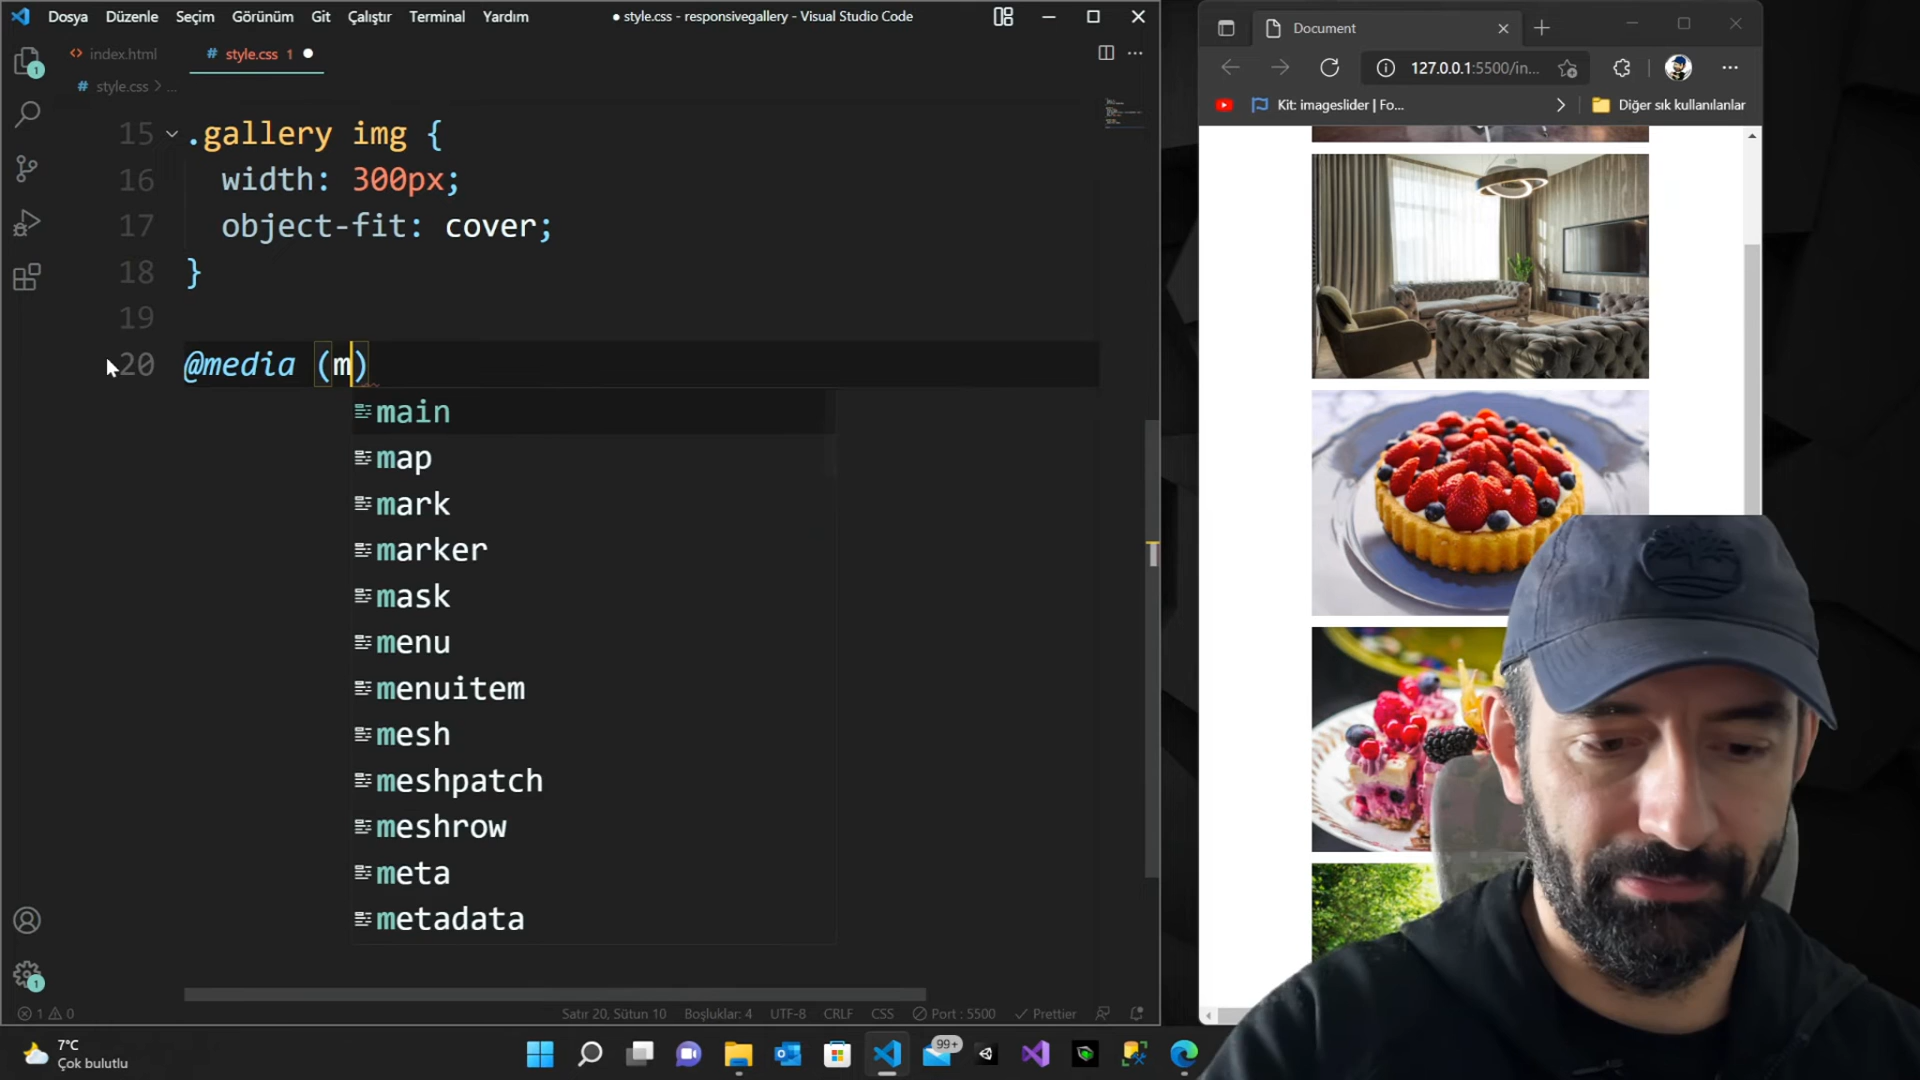 Dosya Düzenle Seçim Görünüm Git Çalıştır Terminal Yardım
● style.css - responsivegallery - Visual Studio Code
index.html
# style.css 1 ●
# style.css > ...
15 .gallery img {
16 width: 300px;
17 object-fit: cover;
18 }
19
20 @media (m)
main
map
mark
marker
mask
menu
menuitem
mesh
meshpatch
meshrow
meta
metadata
1
1
1 0
Satır 20, Sütun 10 Boşluklar: 4 UTF-8 CRLF CSS Port : 5500 Prettier
Document
127.0.0.1:5500/in...
Kit: imageslider | Fo...
Diğer sık kullanılanlar
7°C
Çok bulutlu
99+